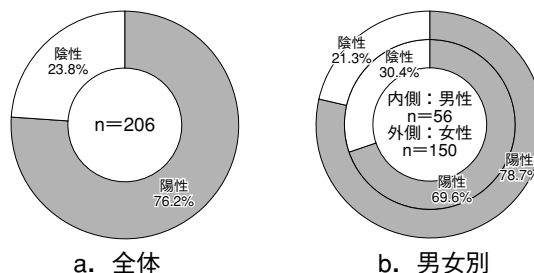 陰性
23.8%
n＝206
陽性
76.2%
a．全体
陰性
21.3%
陰性
30.4%
内側：男性
n＝56
外側：女性
n＝150
陽性
69.6%
陽性
78.7%
b．男女別